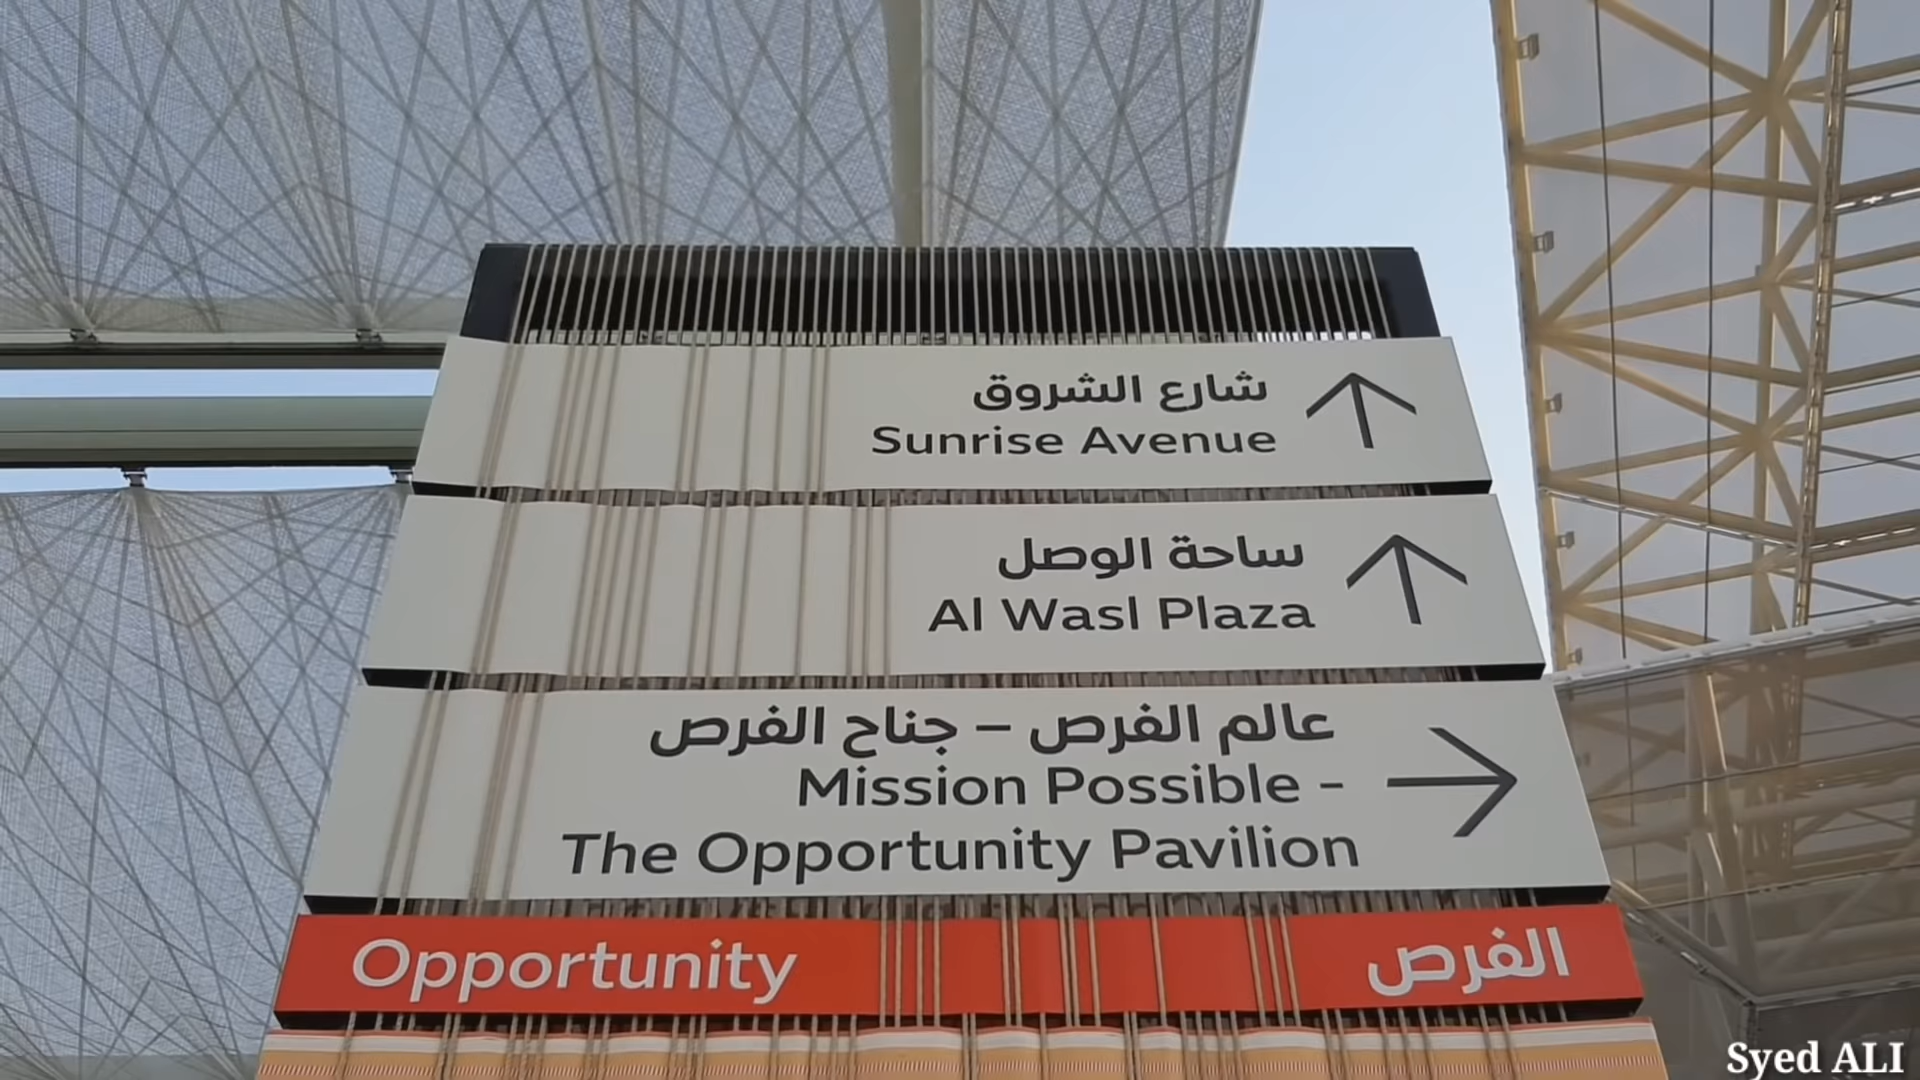 شارع الشروق
Sunrise Avenue
ساحة الوصل
Al Wasl Plaza
عالم الفرص – جناح الفرص
Mission Possible –
The Opportunity Pavilion
Opportunity الفرص
Syed ALI